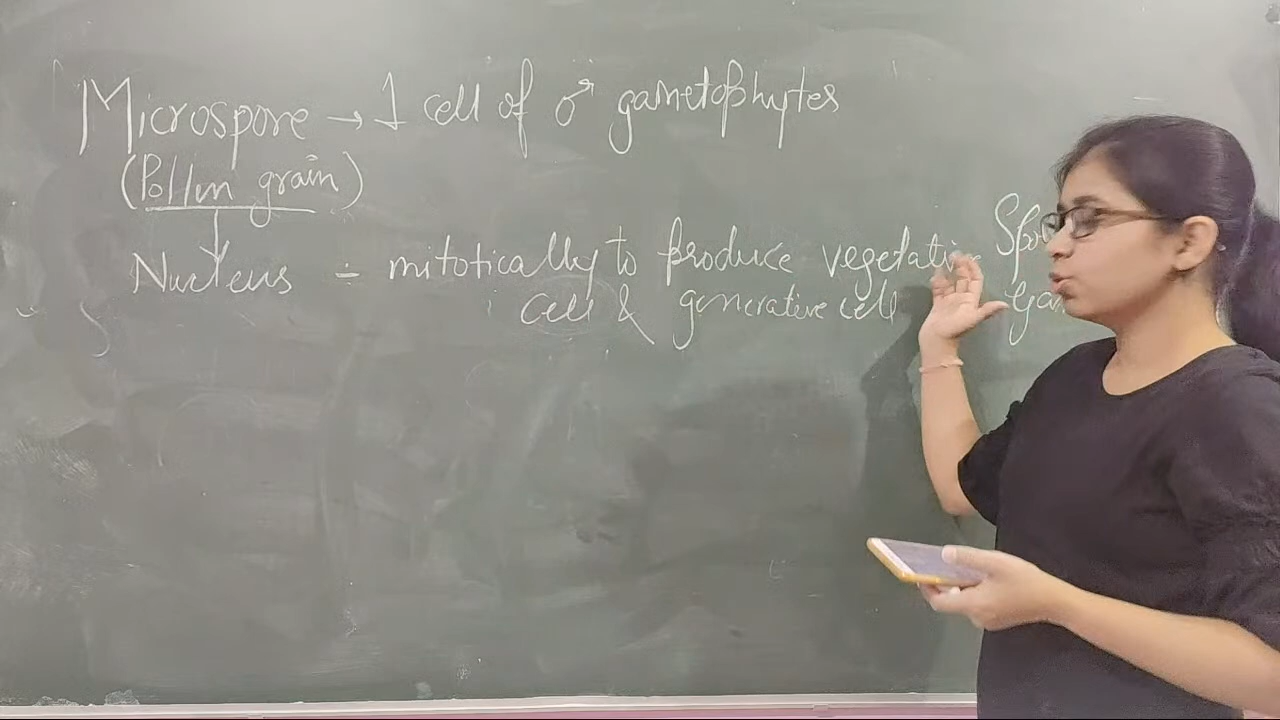 Microspore → 1 cell of ♂ gametophytes
(Pollen grain)
↓
Nucleus ÷ mitotically to produce vegetative
cell & generative cell